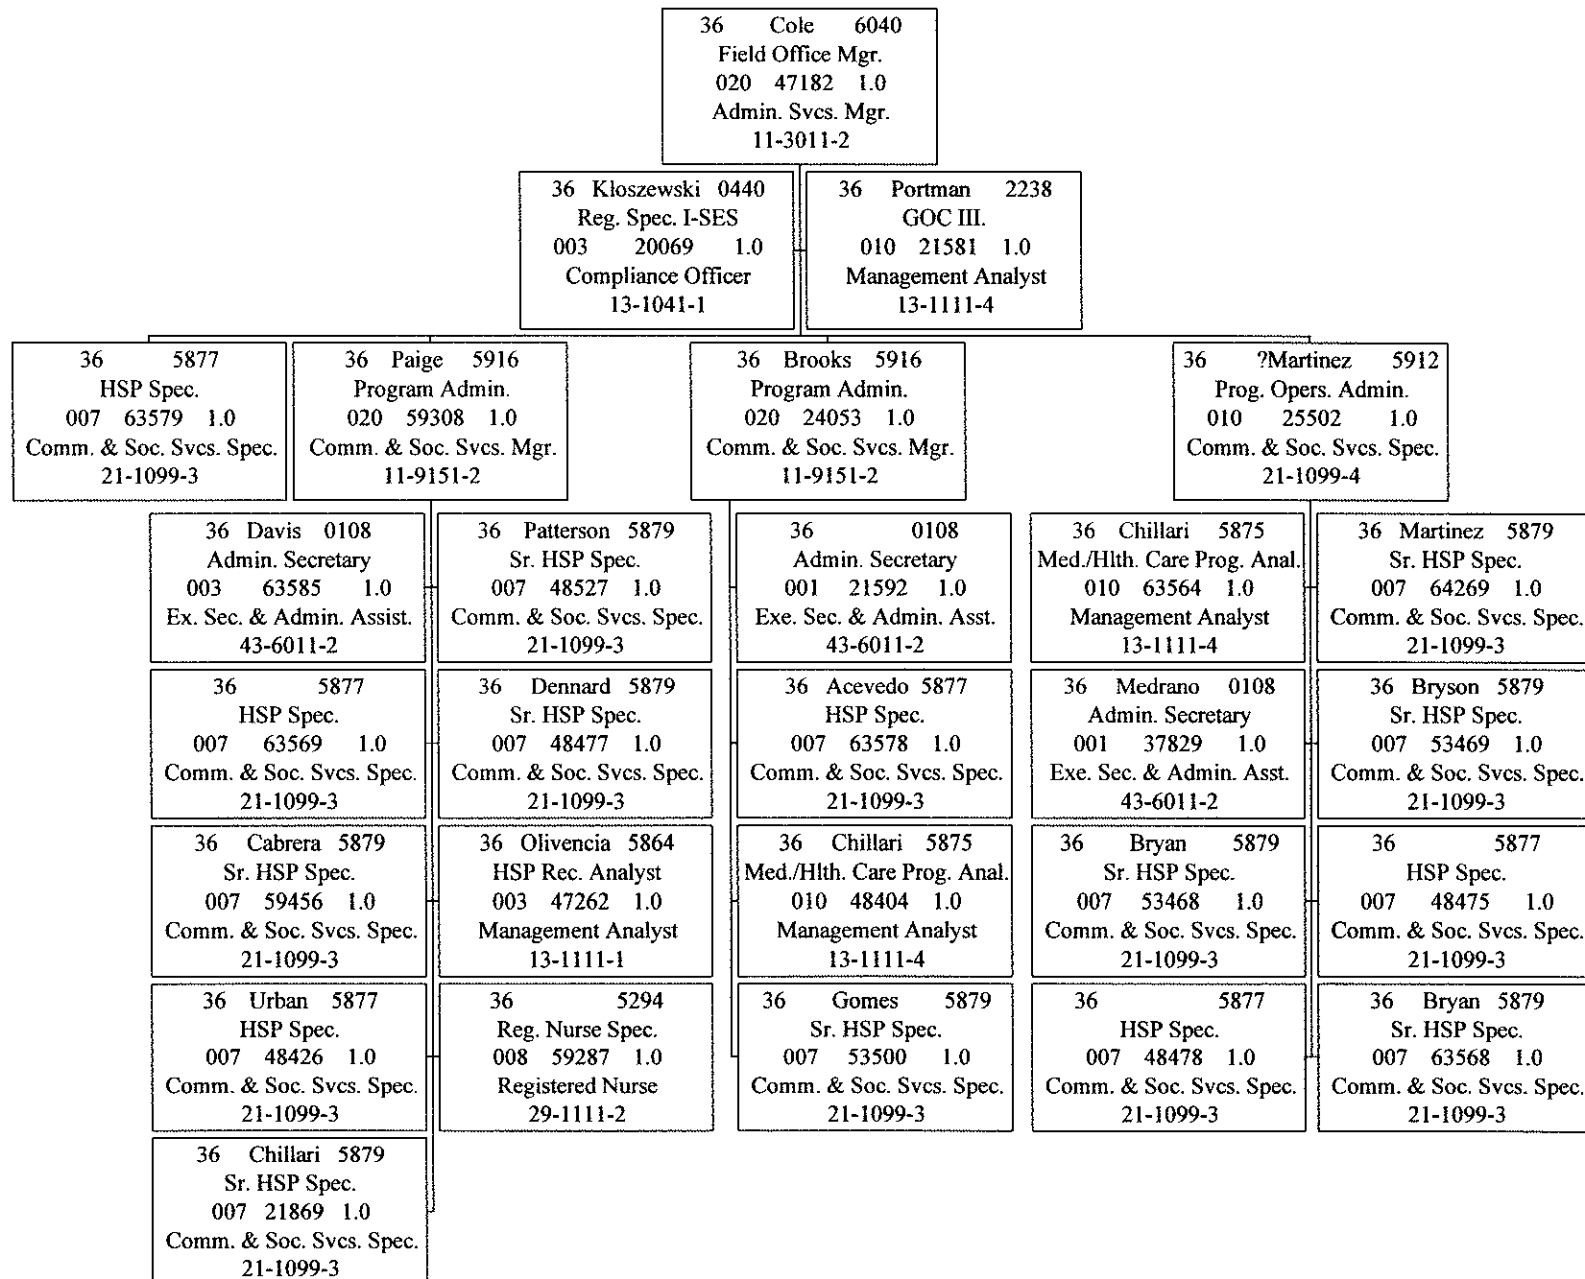 36 Cole 6040
Field Office Mgr.
020 47182 1.0
Admin. Svcs. Mgr.
11-3011-2
36 Kloszewski 0440
Reg. Spec. I-SES
003 20069 1.0
Compliance Officer
13-1041-1
36 Portman 2238
GOC III.
010 21581 1.0
Management Analyst
13-1111-4
36 5877
HSP Spec.
007 63579 1.0
Comm. & Soc. Svcs. Spec.
21-1099-3
36 Paige 5916
Program Admin.
020 59308 1.0
Comm. & Soc. Svcs. Mgr.
11-9151-2
36 Brooks 5916
Program Admin.
020 24053 1.0
Comm. & Soc. Svcs. Mgr.
11-9151-2
36 ?Martinez 5912
Prog. Opers. Admin.
010 25502 1.0
Comm. & Soc. Svcs. Spec.
21-1099-4
36 Davis 0108
Admin. Secretary
003 63585 1.0
Ex. Sec. & Admin. Assist.
43-6011-2
36 Patterson 5879
Sr. HSP Spec.
007 48527 1.0
Comm. & Soc. Svcs. Spec.
21-1099-3
36 0108
Admin. Secretary
001 21592 1.0
Exe. Sec. & Admin. Asst.
43-6011-2
36 Chillari 5875
Med./Hlth. Care Prog. Anal.
010 63564 1.0
Management Analyst
13-1111-4
36 Martinez 5879
Sr. HSP Spec.
007 64269 1.0
Comm. & Soc. Svcs. Spec.
21-1099-3
36 5877
HSP Spec.
007 63569 1.0
Comm. & Soc. Svcs. Spec.
21-1099-3
36 Dennard 5879
Sr. HSP Spec.
007 48477 1.0
Comm. & Soc. Svcs. Spec.
21-1099-3
36 Acevedo 5877
HSP Spec.
007 63578 1.0
Comm. & Soc. Svcs. Spec.
21-1099-3
36 Medrano 0108
Admin. Secretary
001 37829 1.0
Exe. Sec. & Admin. Asst.
43-6011-2
36 Bryson 5879
Sr. HSP Spec.
007 53469 1.0
Comm. & Soc. Svcs. Spec.
21-1099-3
36 Cabrera 5879
Sr. HSP Spec.
007 59456 1.0
Comm. & Soc. Svcs. Spec.
21-1099-3
36 Olivencia 5864
HSP Rec. Analyst
003 47262 1.0
Management Analyst
13-1111-1
36 Chillari 5875
Med./Hlth. Care Prog. Anal.
010 48404 1.0
Management Analyst
13-1111-4
36 Bryan 5879
Sr. HSP Spec.
007 53468 1.0
Comm. & Soc. Svcs. Spec.
21-1099-3
36 5877
HSP Spec.
007 48475 1.0
Comm. & Soc. Svcs. Spec.
21-1099-3
36 Urban 5877
HSP Spec.
007 48426 1.0
Comm. & Soc. Svcs. Spec.
21-1099-3
36 5294
Reg. Nurse Spec.
008 59287 1.0
Registered Nurse
29-1111-2
36 Gomes 5879
Sr. HSP Spec.
007 53500 1.0
Comm. & Soc. Svcs. Spec.
21-1099-3
36 5877
HSP Spec.
007 48478 1.0
Comm. & Soc. Svcs. Spec.
21-1099-3
36 Bryan 5879
Sr. HSP Spec.
007 63568 1.0
Comm. & Soc. Svcs. Spec.
21-1099-3
36 Chillari 5879
Sr. HSP Spec.
007 21869 1.0
Comm. & Soc. Svcs. Spec.
21-1099-3